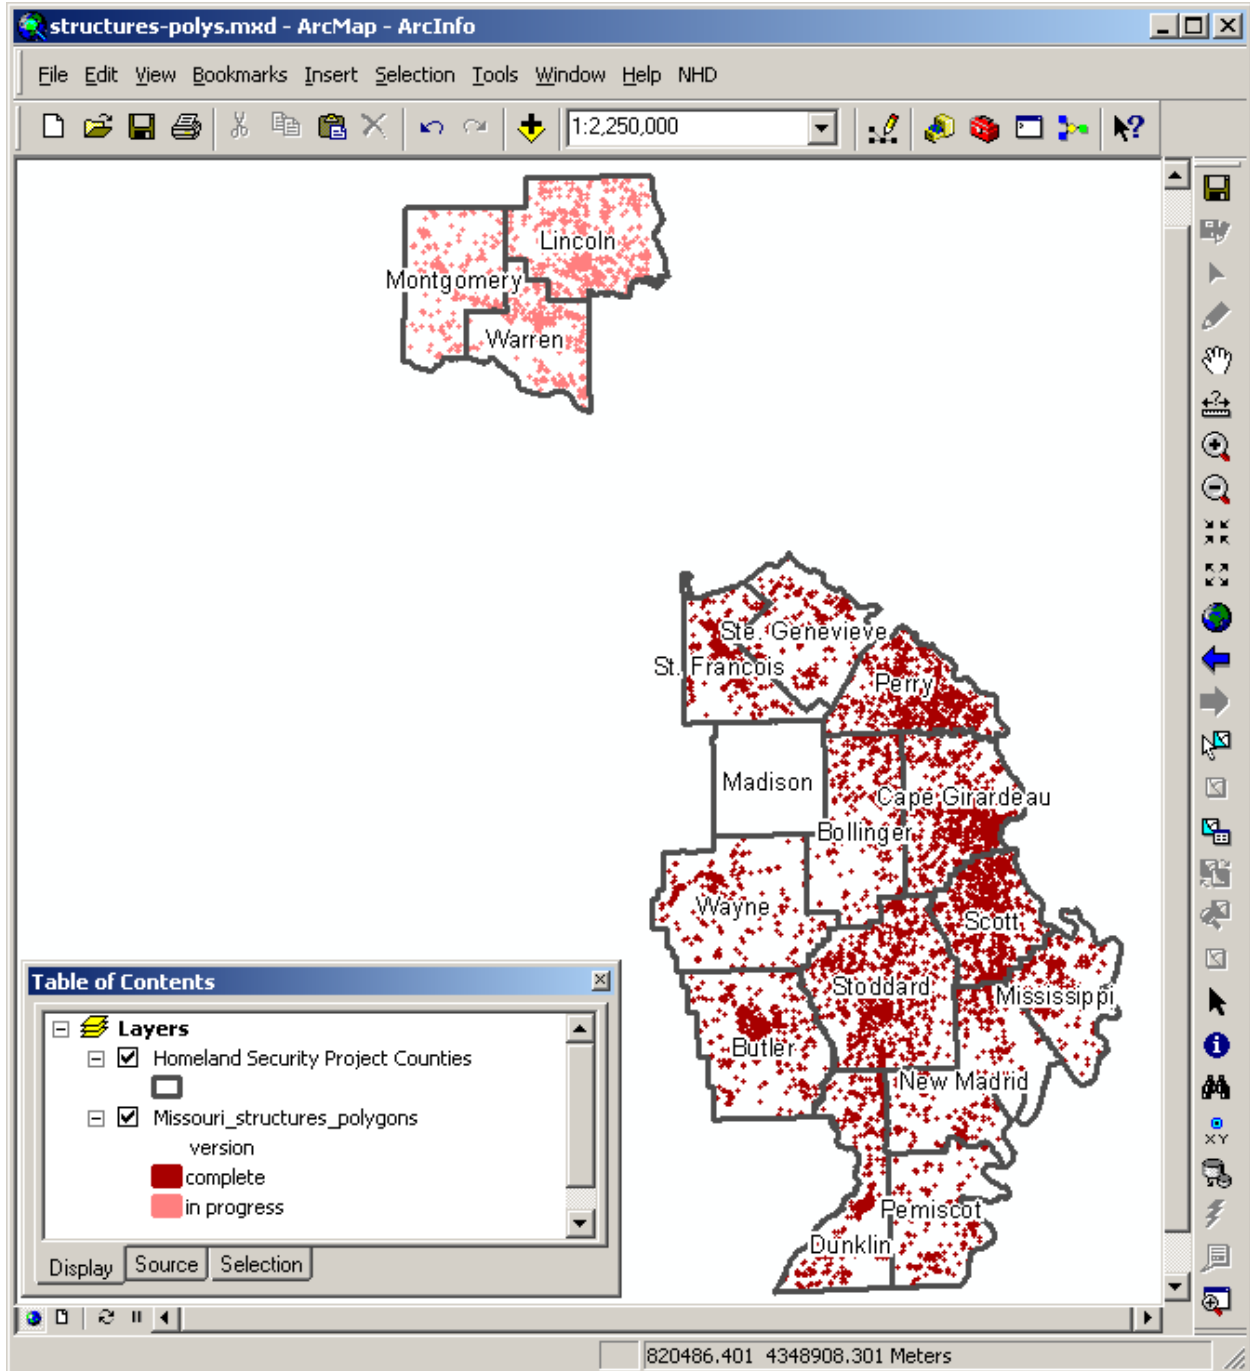 structures-polys.mxd - ArcMap - ArcInfo
File Edit View Bookmarks Insert Selection Tools Window Help NHD
1:2,250,000
Lincoln
Montgomery
Warren
Ste. Genevieve
St. Francois
Perry
Madison
Cape Girardeau
Bollinger
Wayne
Scott
Stoddard
Mississippi
Butler
New Madrid
Pemiscot
Dunklin
Table of Contents
Layers
Homeland Security Project Counties
Missouri_structures_polygons
version
complete
in progress
Display Source Selection
XY
820486.401 4348908.301 Meters